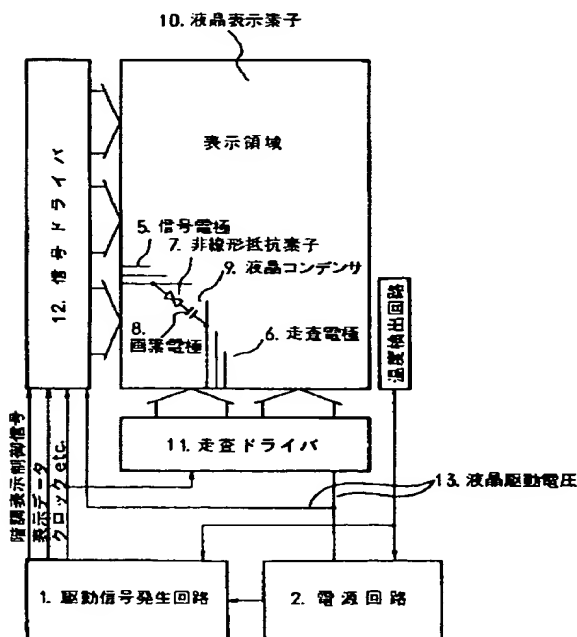 10. 液晶表示素子
表示領域
12. 信号ドライバ
5. 信号電極
7. 非線形抵抗素子
9. 液晶コンデンサ
8.
画素電極
6. 走査電極
温度検出回路
11. 走査ドライバ
13. 液晶駆動電圧
階調表示制御信号
表示データ
クロック etc.
1. 駆動信号発生回路
2. 電源回路